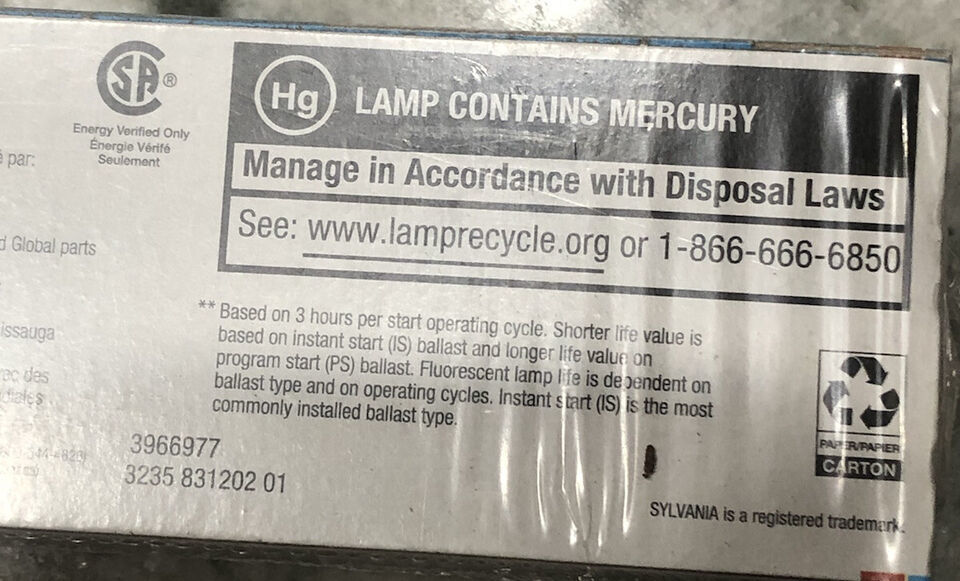 SA ®
Energy Verified Only
Énergie Vérifé
Seulement
Hg LAMP CONTAINS MERCURY
Manage in Accordance with Disposal Laws
See: www.lamprecycle.org or 1-866-666-6850
par:
Global parts
issauga
des
** Based on 3 hours per start operating cycle. Shorter life value is
based on instant start (IS) ballast and longer life value on
program start (PS) ballast. Fluorescent lamp life is dependent on
ballast type and on operating cycles. Instant start (IS) is the most
commonly installed ballast type.
3966977
3235 831202 01
PAPER/PAPIER
CARTON
SYLVANIA is a registered trademark.